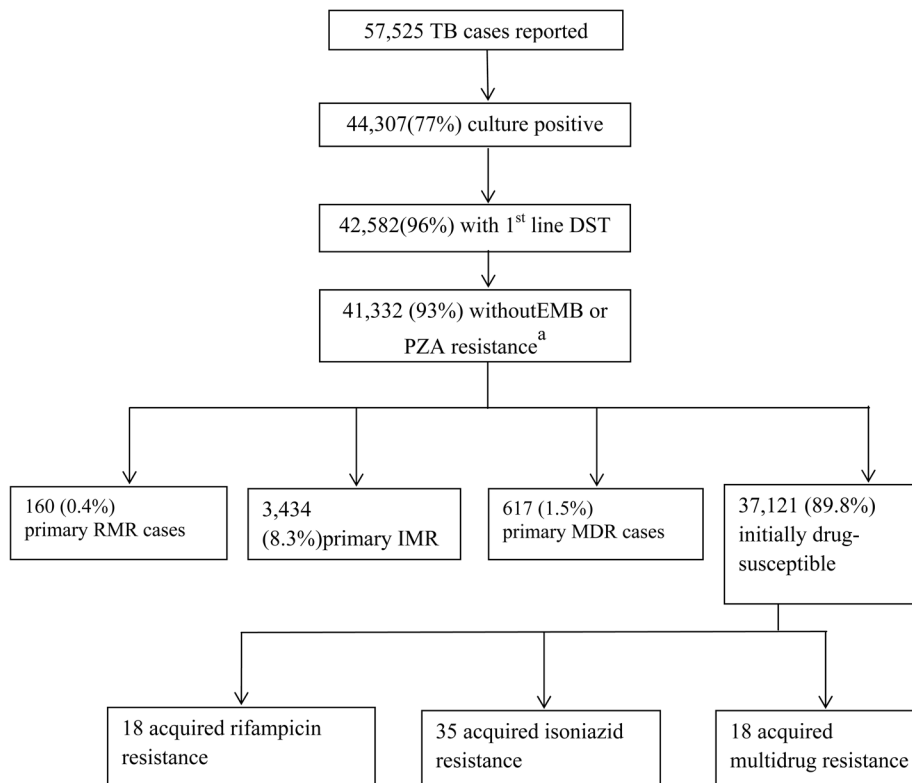 57,525 TB cases reported
44,307(77%) culture positive
42,582(96%) with 1st line DST
41,332 (93%) withoutEMB or
PZA resistancea
160 (0.4%)
primary RMR cases
3,434
(8.3%)primary IMR
617 (1.5%)
primary MDR cases
37,121 (89.8%)
initially drug-
susceptible
18 acquired rifampicin
resistance
35 acquired isoniazid
resistance
18 acquired
multidrug resistance